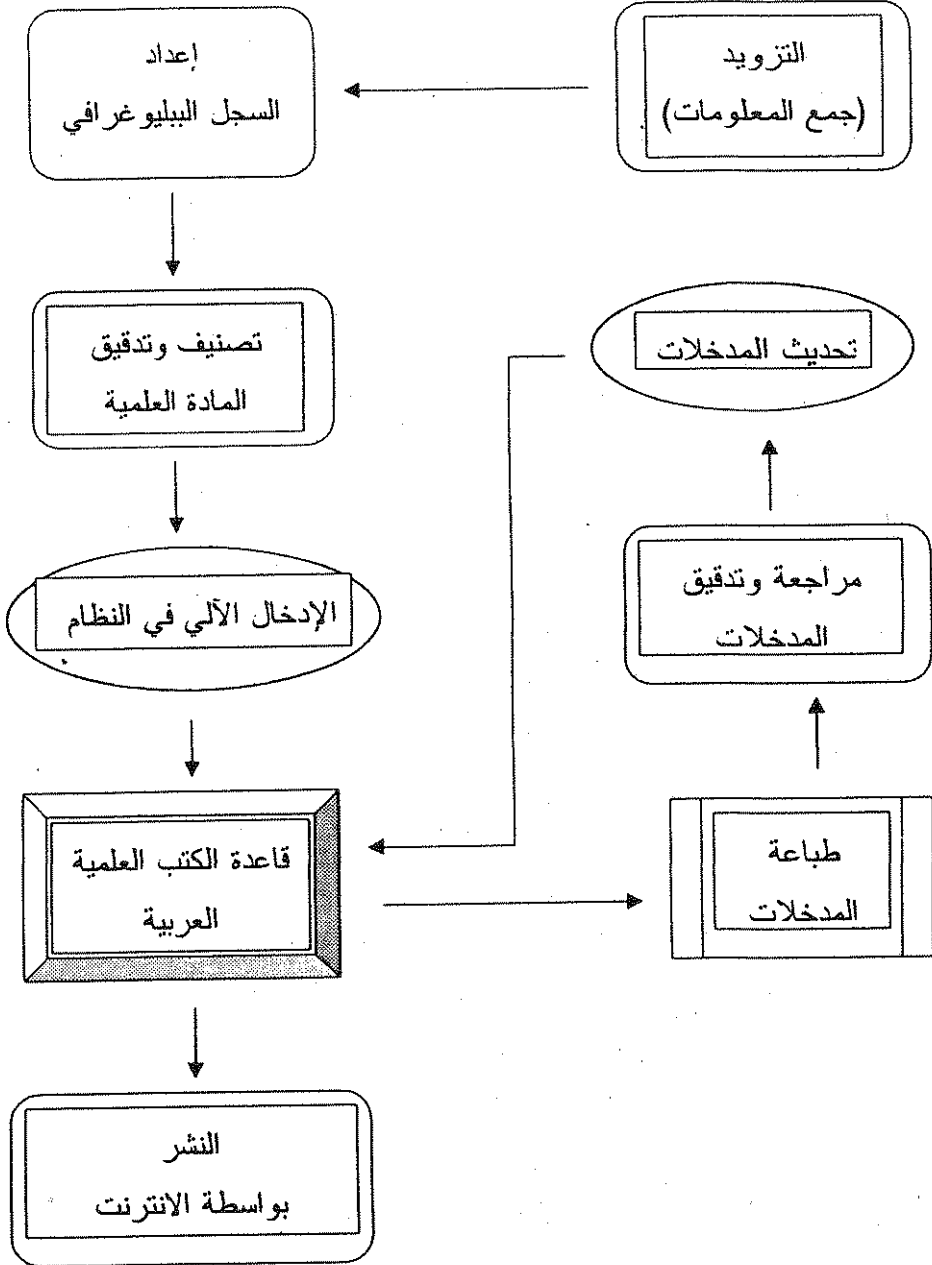 التزويد
(جمع المعلومات)
إعداد
السجل الببليوغرافي
تصنيف وتدقيق
المادة العلمية
تحديث المدخلات
الإدخال الآلي في النظام
مراجعة وتدقيق
المدخلات
قاعدة الكتب العلمية
العربية
طباعة
المدخلات
النشر
بواسطة الانترنت